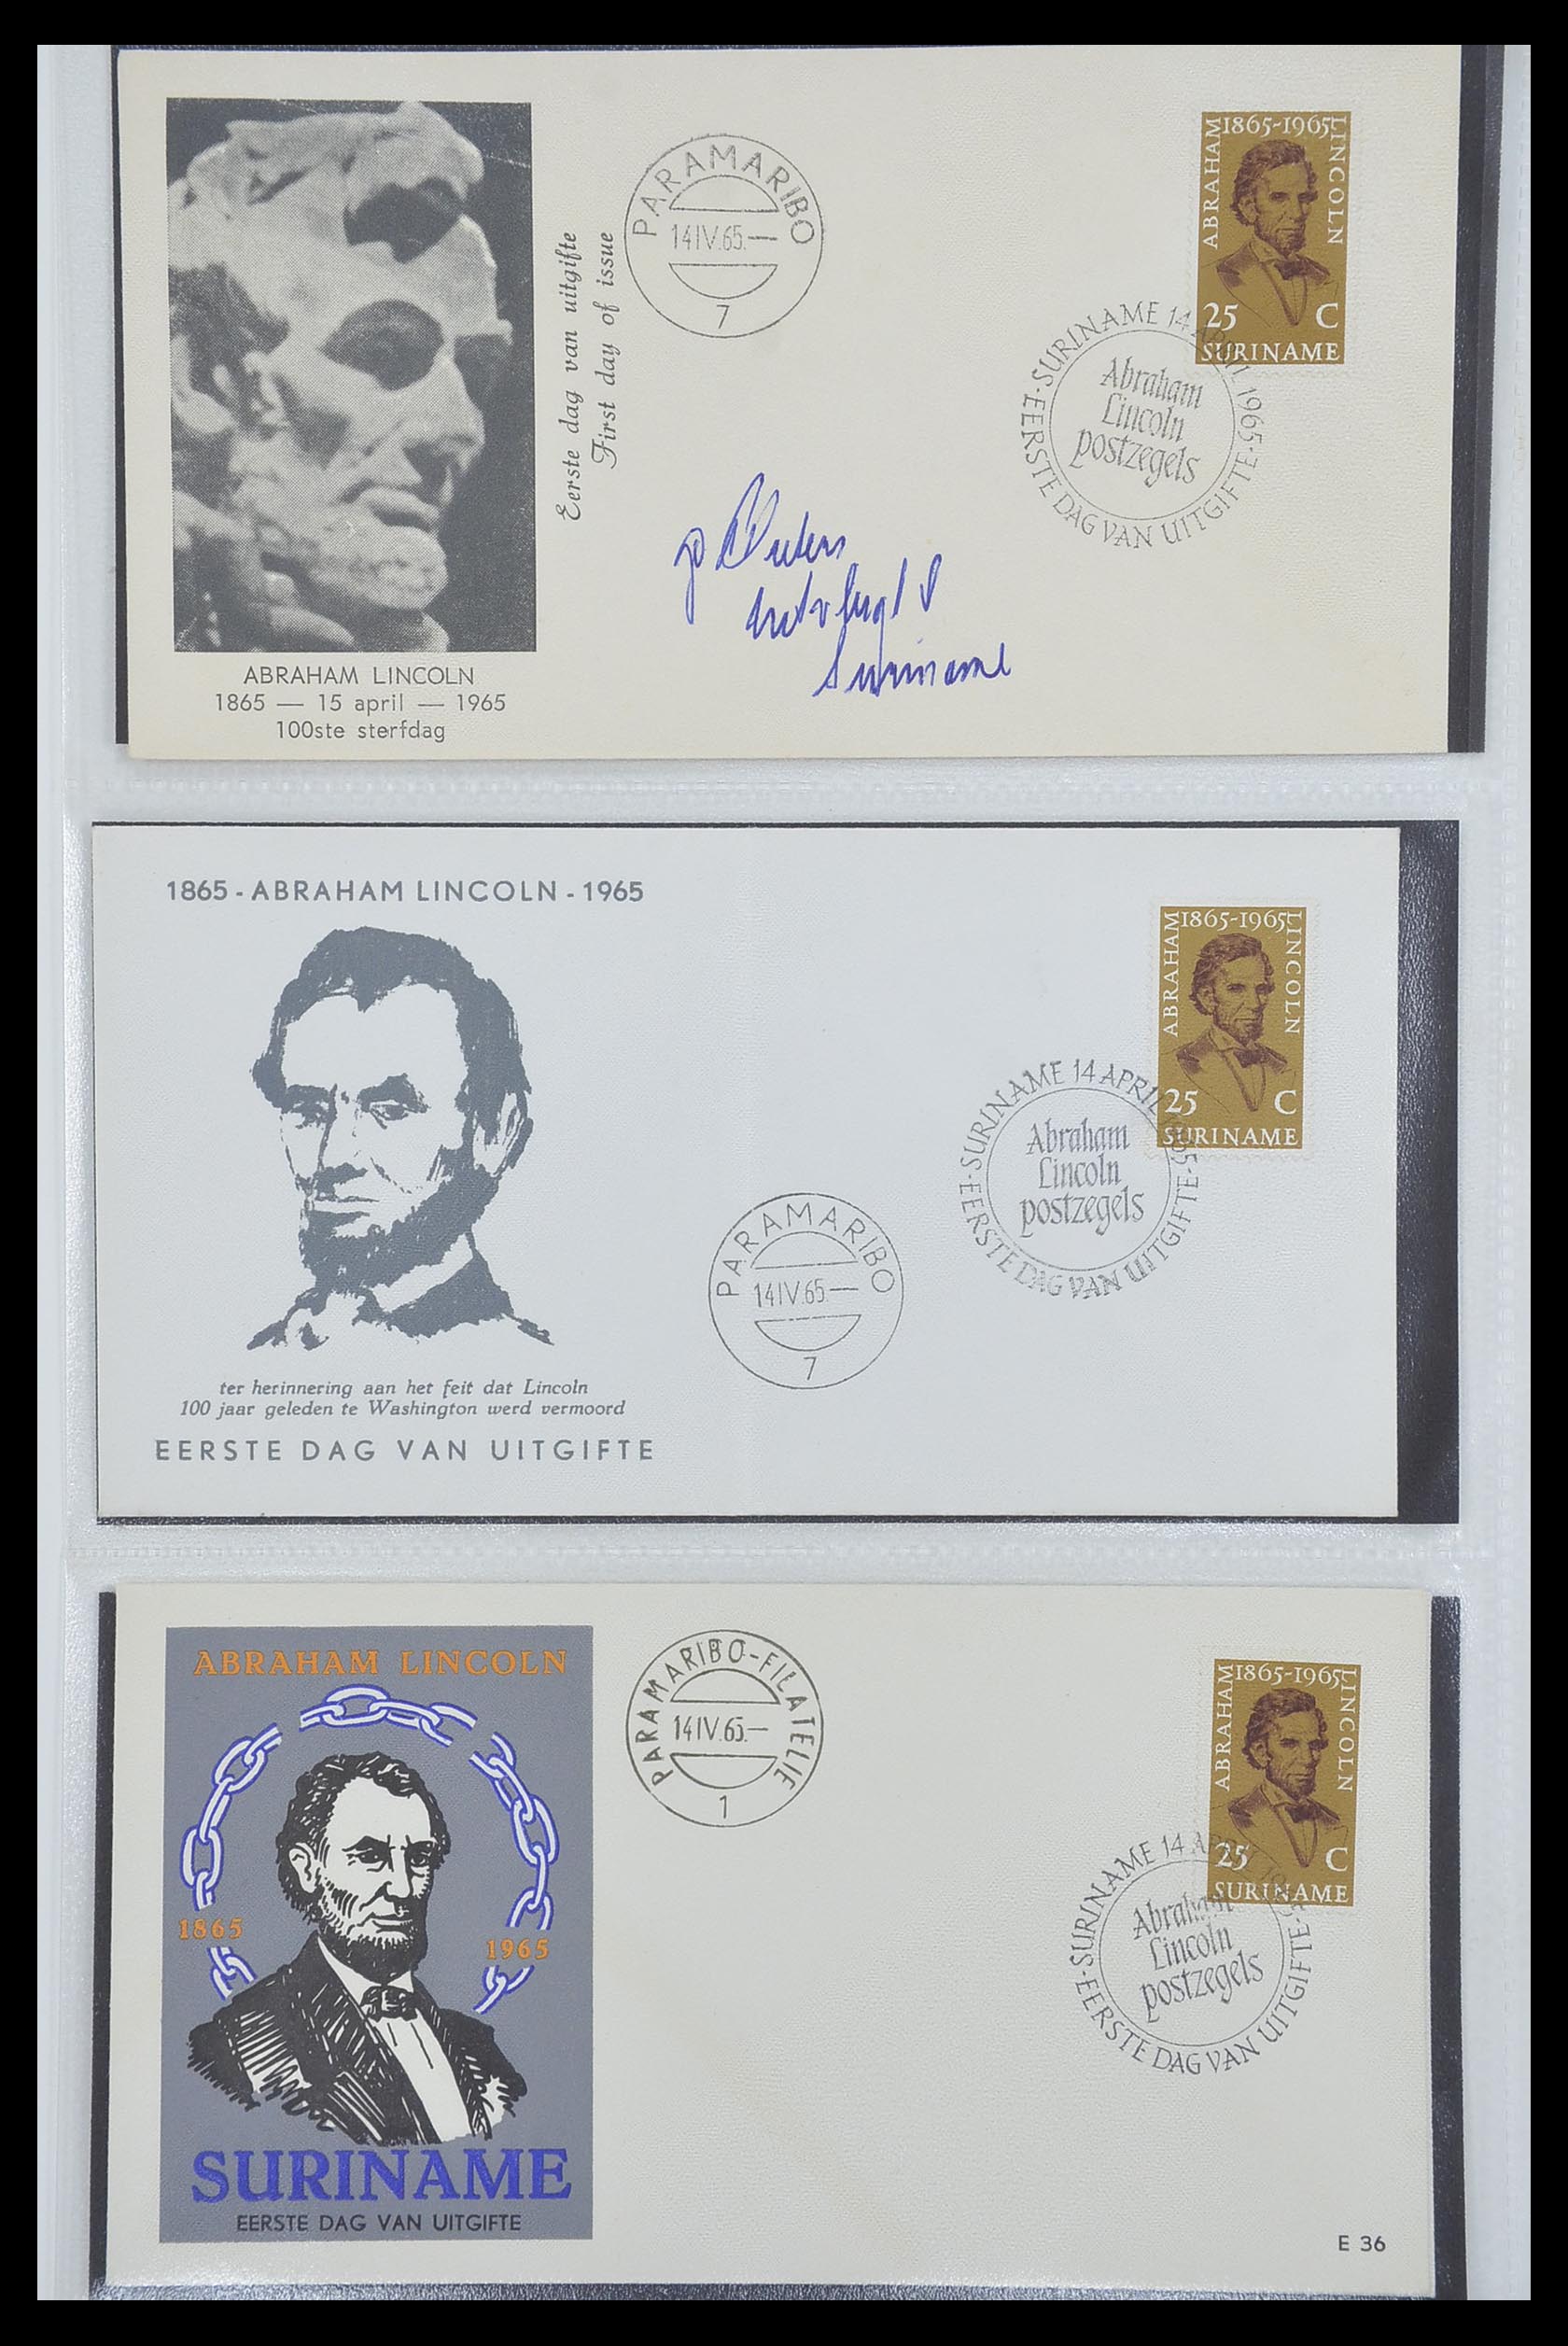 ABRAHAM LINCOLN
1865 — 15 april — 1965
100ste sterfdag
Eerste dag van uitgifte
First day of issue
PARAMARIBO
14 IV.65.—
7
1865-1965
ABRAHAM
LINCOLN
25 C
SURINAME
·SURINAME 14 APRIL 1965·
EERSTE DAG VAN UITGIFTE
Abraham
Lincoln
postzegels
Suriname
1865 - ABRAHAM LINCOLN - 1965
ter herinnering aan het feit dat Lincoln
100 jaar geleden te Washington werd vermoord
EERSTE DAG VAN UITGIFTE
PARAMARIBO
14 IV.65.—
7
1865-1965
ABRAHAM
LINCOLN
25 C
SURINAME
·SURINAME 14 APRIL 1965·
EERSTE DAG VAN UITGIFTE
Abraham
Lincoln
postzegels
ABRAHAM LINCOLN
1865
1965
SURINAME
EERSTE DAG VAN UITGIFTE
PARAMARIBO-FILATELIE
14 IV.65.—
1
1865-1965
ABRAHAM
LINCOLN
25 C
SURINAME
·SURINAME 14 APRIL 1965·
EERSTE DAG VAN UITGIFTE
Abraham
Lincoln
postzegels
E 36